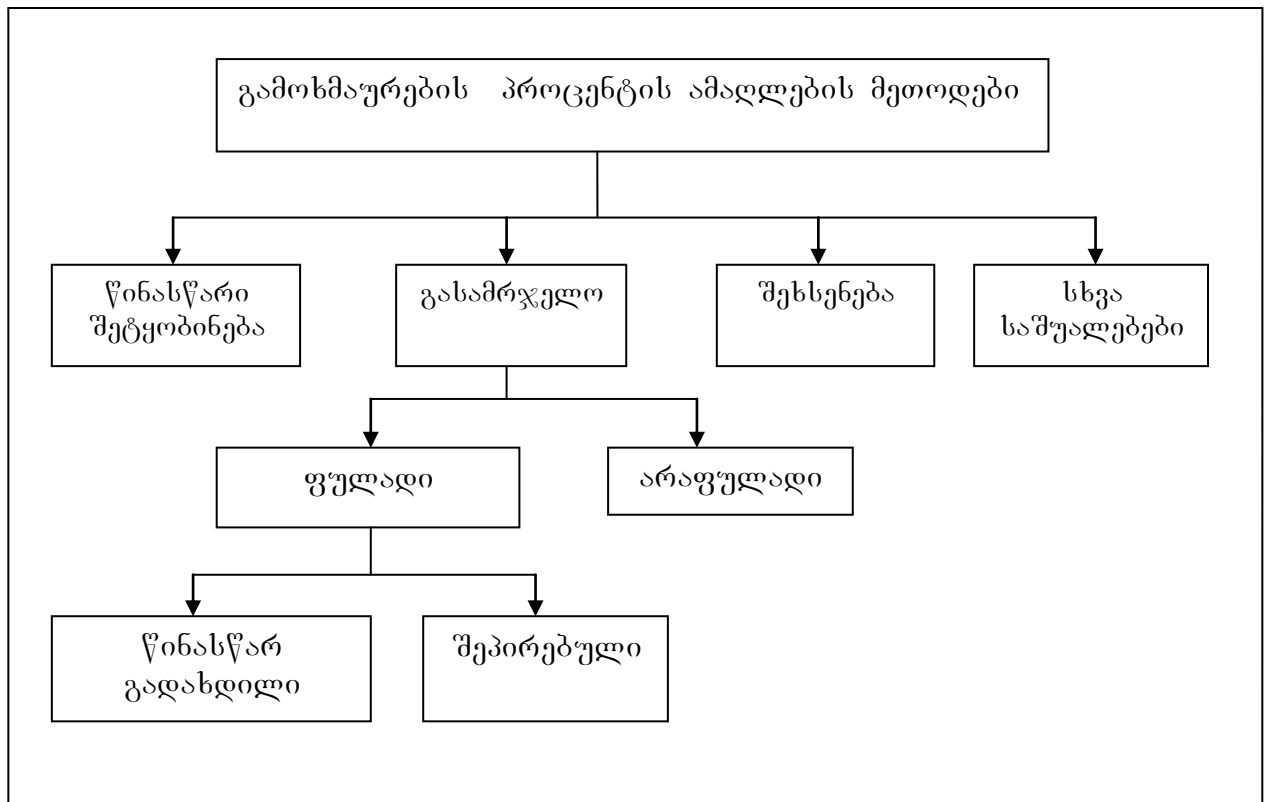 გამოხმაურების პროცენტის ამაღლების მეთოდები
წინასწარი
შეტყობინება
გასამრჯელო
შეხსენება
სხვა
საშუალებები
ფულადი
არაფულადი
წინასწარ
გადახდილი
შეპირებული